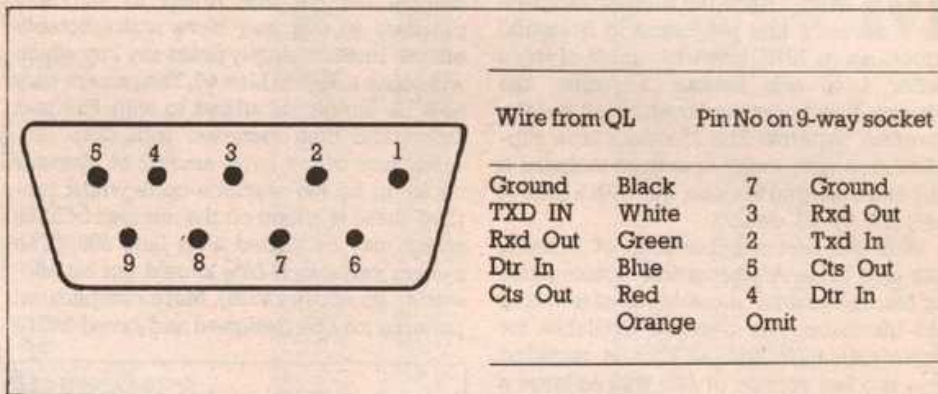 5 4 3 2 1
9 8 7 6
Wire from QL Pin No on 9-way socket
Ground Black 7 Ground
TXD IN White 3 Rxd Out
Rxd Out Green 2 Txd In
Dtr In Blue 5 Cts Out
Cts Out Red 4 Dtr In
Orange Omit